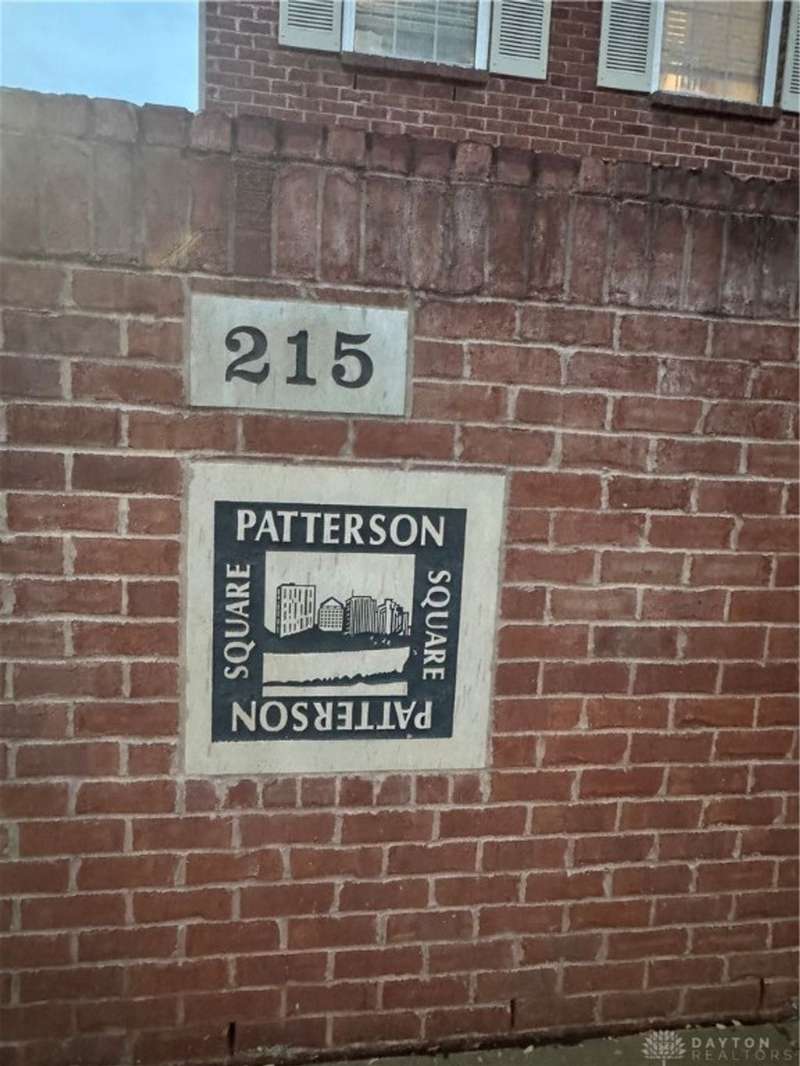 215
PATTERSON
SQUARE
SQUARE
PATTERSON
DAYTON
REALTORS